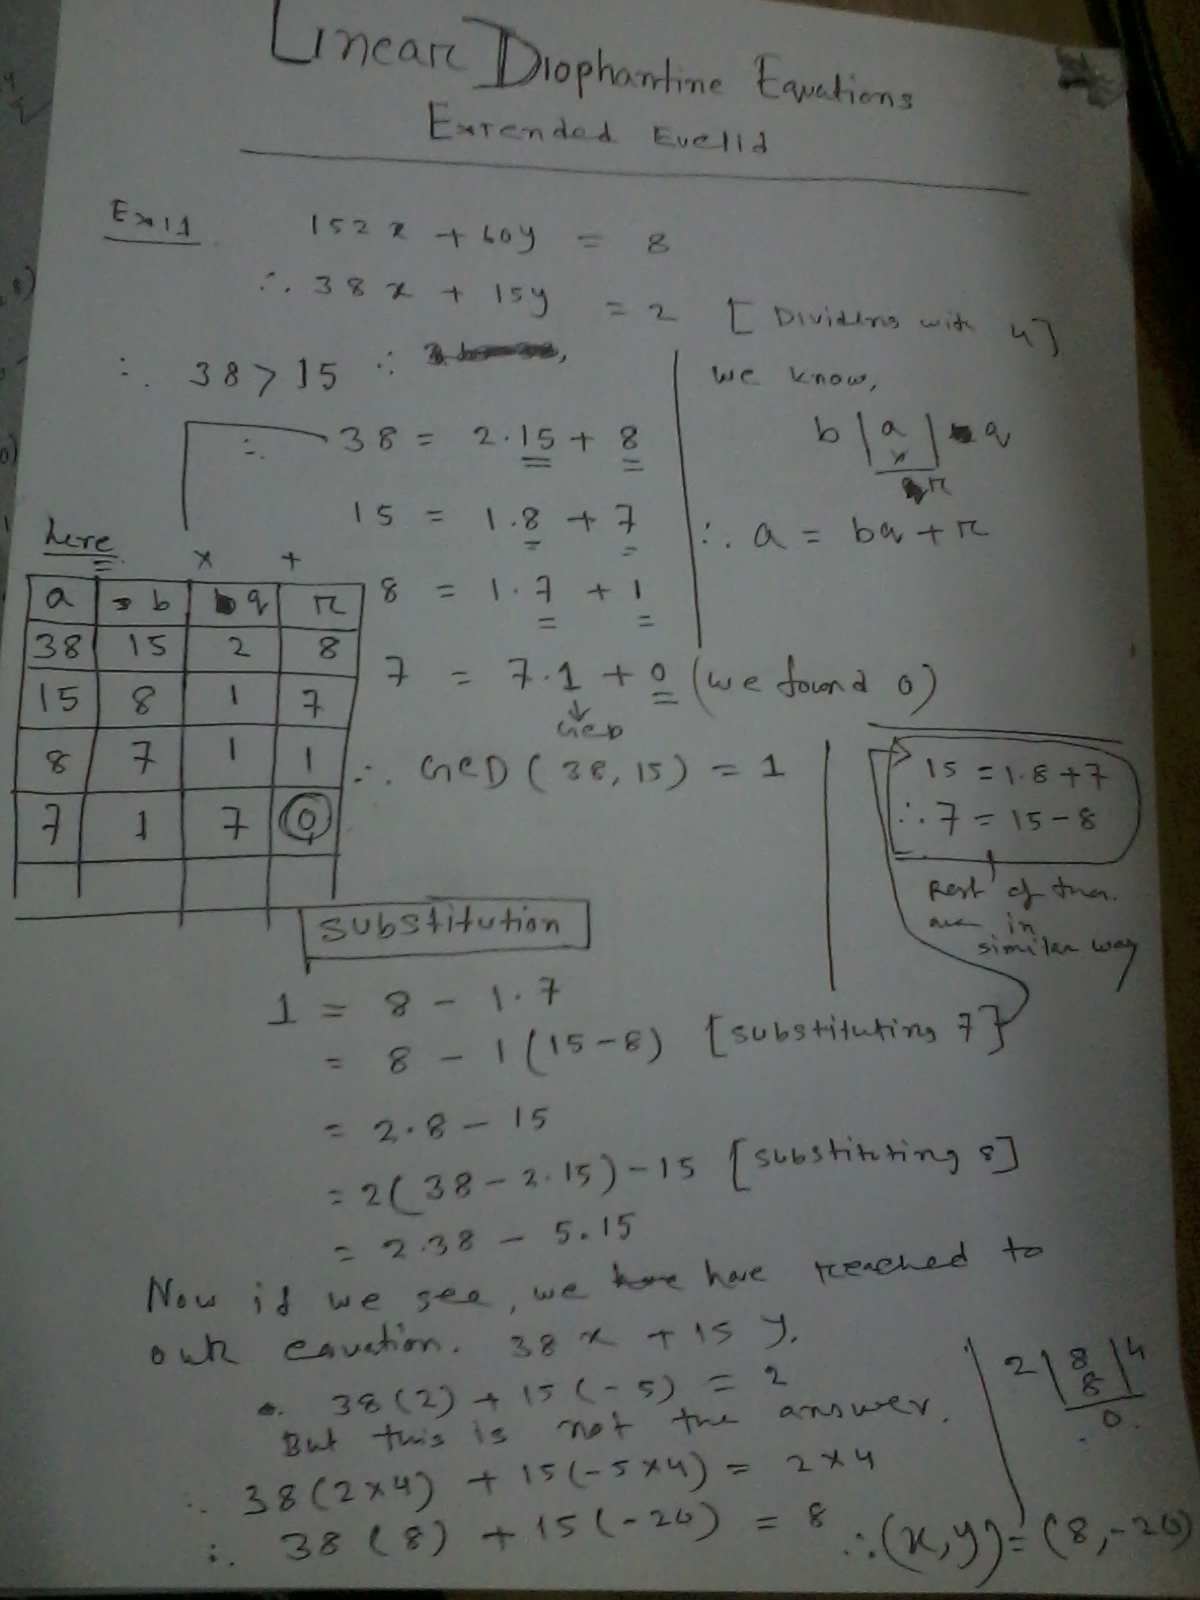 Linear Diophantine Equations
Extended Euclid
Ex:1 152x + 60y = 8
∴ 38x + 15y = 2 [Dividing with 4]
∴ 38 > 15 ∴
we know,
b | a | q
x
r
∴ a = bq + r
∴ 38 = 2.15 + 8
15 = 1.8 + 7
8 = 1.7 + 1
7 = 7.1 + 0 (we found 0)
↓
GCD
∴ GCD (38, 15) = 1
here
x +
a = b q r
38 15 2 8
15 8 1 7
8 7 1 1
7 1 7 0
15 = 1.8 + 7
∴ 7 = 15 - 8
Rest of them
are in
similar way
Substitution
1 = 8 - 1.7
= 8 - 1(15-8) [substituting 7]
= 2.8 - 15
= 2(38 - 2.15) - 15 [substituting 8]
= 2.38 - 5.15
Now if we see, we have reached to
our equation. 38x + 15y.
38(2) + 15(-5) = 2
But this is not the answer.
2 | 8 | 4
8
0
∴ 38(2x4) + 15(-5x4) = 2x4
∴ 38(8) + 15(-20) = 8 ∴ (x,y) = (8,-20)